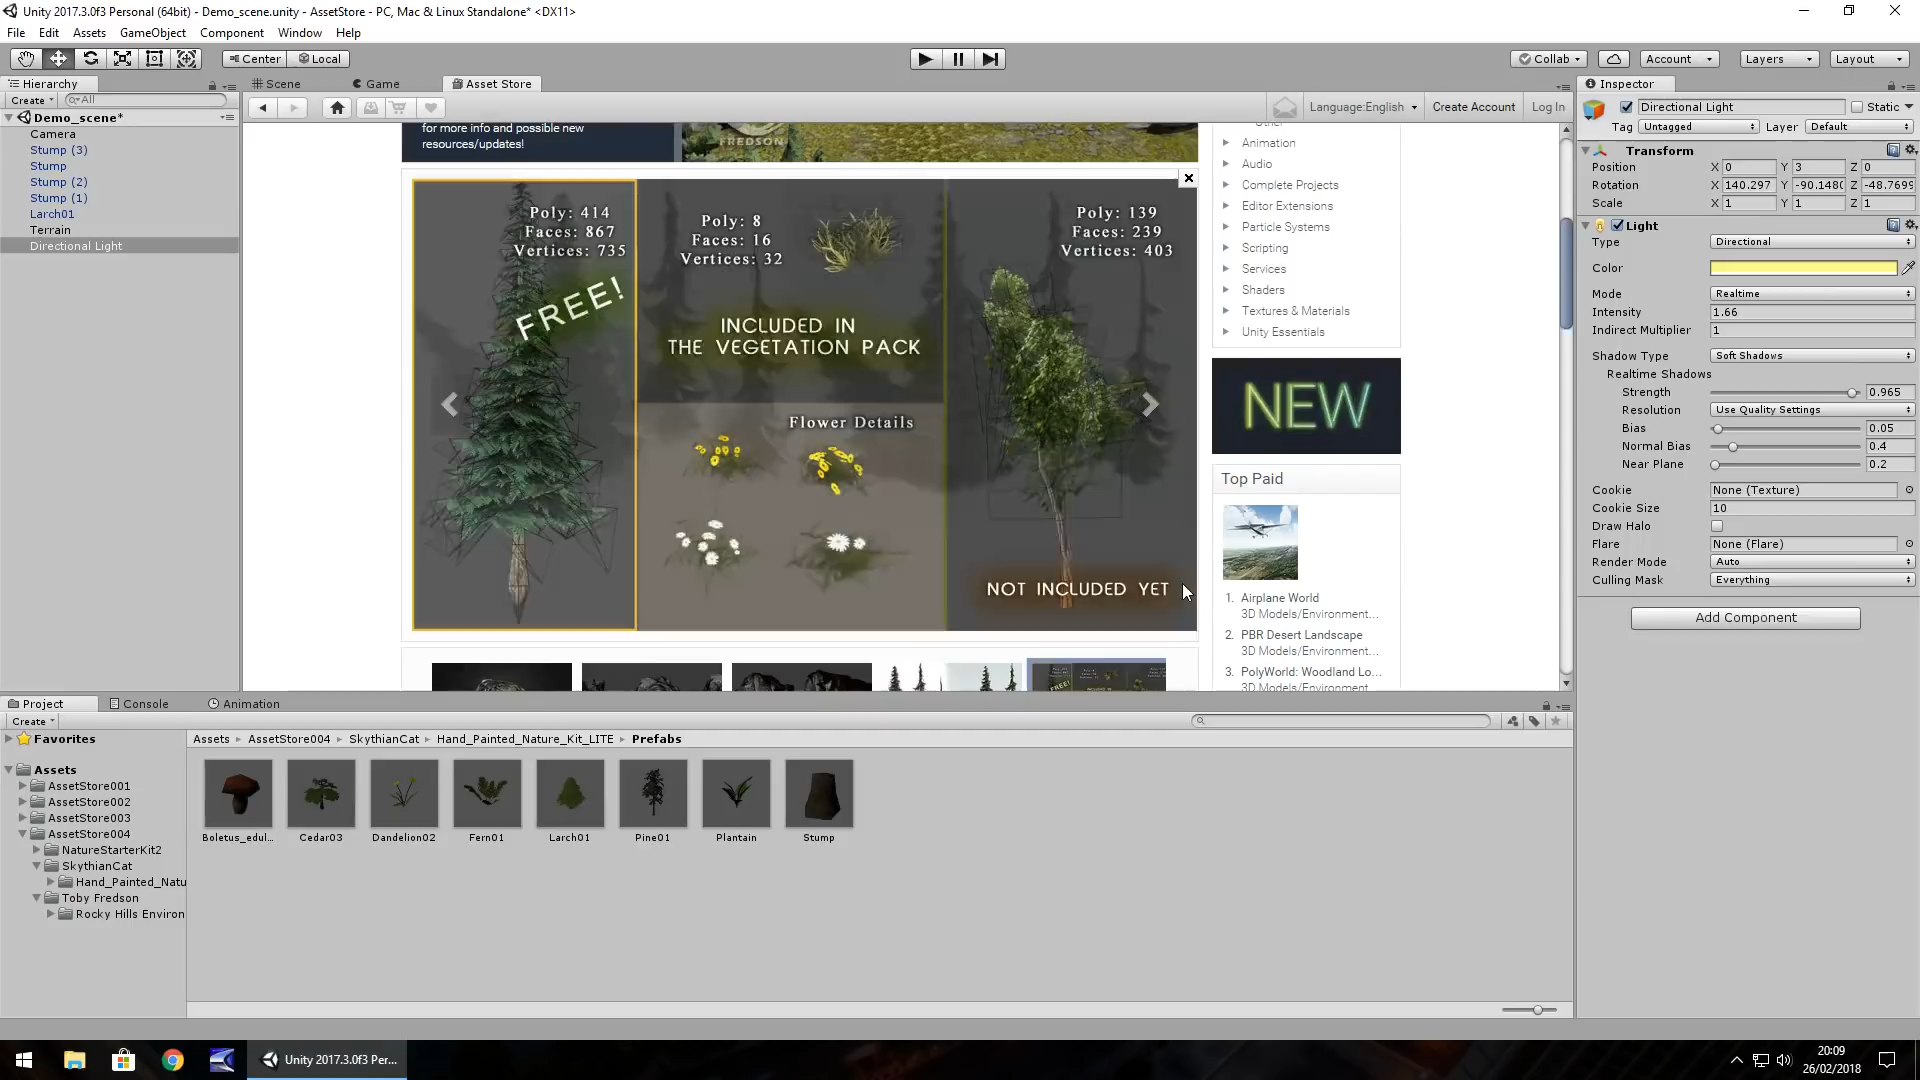 Unity 2017.3.0f3 Personal (64bit) - Demo_scene.unity - AssetStore - PC, Mac & Linux Standalone* <DX11>
File Edit Assets GameObject Component Window Help
Center Local
Collab Account Layers Layout
Hierarchy
Create All
Demo_scene*
Camera
Stump (3)
Stump
Stump (2)
Stump (1)
Larch01
Terrain
Directional Light
Scene Game Asset Store
Language:English Create Account Log In
for more info and possible new
resources/updates!
FREDSON
Poly: 414
Faces: 867
Vertices: 735
FREE!
Poly: 8
Faces: 16
Vertices: 32
INCLUDED IN
THE VEGETATION PACK
Flower Details
Poly: 139
Faces: 239
Vertices: 403
NOT INCLUDED YET
Animation
Audio
Complete Projects
Editor Extensions
Particle Systems
Scripting
Services
Shaders
Textures & Materials
Unity Essentials
NEW
Top Paid
1. Airplane World
3D Models/Environment...
2. PBR Desert Landscape
3D Models/Environment...
3. PolyWorld: Woodland Lo...
3D Models/Environment...
Inspector
Directional Light Static
Tag Untagged Layer Default
Transform
Position X 0 Y 3 Z 0
Rotation X 140.297 Y -90.148( Z -48.769
Scale X 1 Y 1 Z 1
Light
Type Directional
Color
Mode Realtime
Intensity 1.66
Indirect Multiplier 1
Shadow Type Soft Shadows
Realtime Shadows
Strength 0.965
Resolution Use Quality Settings
Bias 0.05
Normal Bias 0.4
Near Plane 0.2
Cookie None (Texture)
Cookie Size 10
Draw Halo
Flare None (Flare)
Render Mode Auto
Culling Mask Everything
Add Component
Project Console Animation
Create
Favorites
Assets
AssetStore001
AssetStore002
AssetStore003
AssetStore004
NatureStarterKit2
SkythianCat
Hand_Painted_Natu
Toby Fredson
Rocky Hills Environ
Assets AssetStore004 SkythianCat Hand_Painted_Nature_Kit_LITE Prefabs
Boletus_edul... Cedar03 Dandelion02 Fern01 Larch01 Pine01 Plantain Stump
Unity 2017.3.0f3 Per...
20:09
26/02/2018